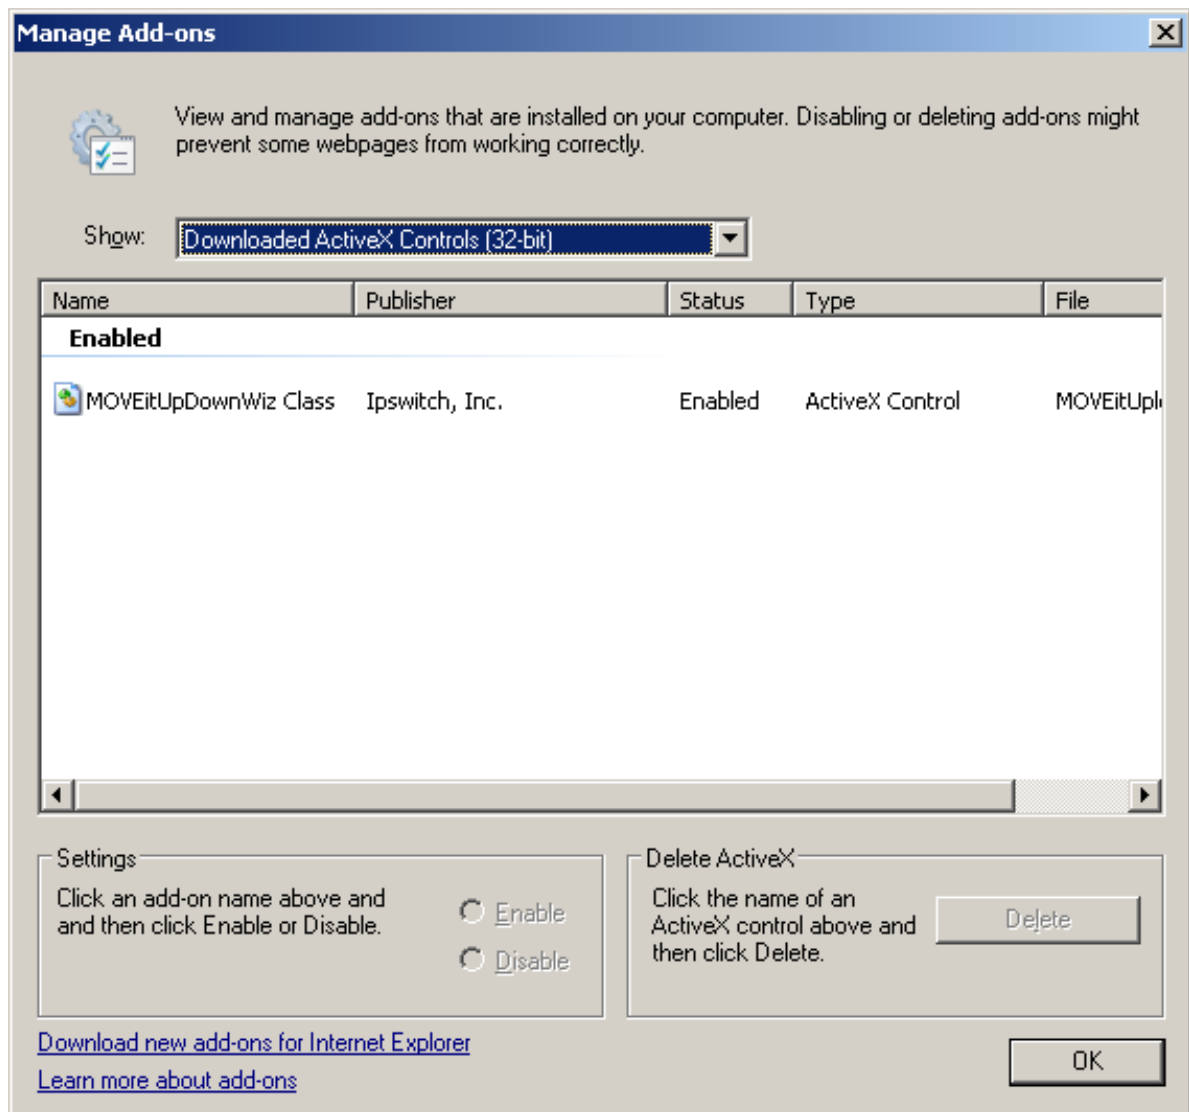 Manage Add-ons
View and manage add-ons that are installed on your computer. Disabling or deleting add-ons might
prevent some webpages from working correctly.
Show: Downloaded ActiveX Controls (32-bit)
Name Publisher Status Type File
Enabled
MOVEitUpDownWiz Class Ipswitch, Inc. Enabled ActiveX Control MOVEitUpl
Settings
Click an add-on name above and
and then click Enable or Disable.
Enable
Disable
Delete ActiveX
Click the name of an
ActiveX control above and
then click Delete.
Delete
Download new add-ons for Internet Explorer
Learn more about add-ons
OK